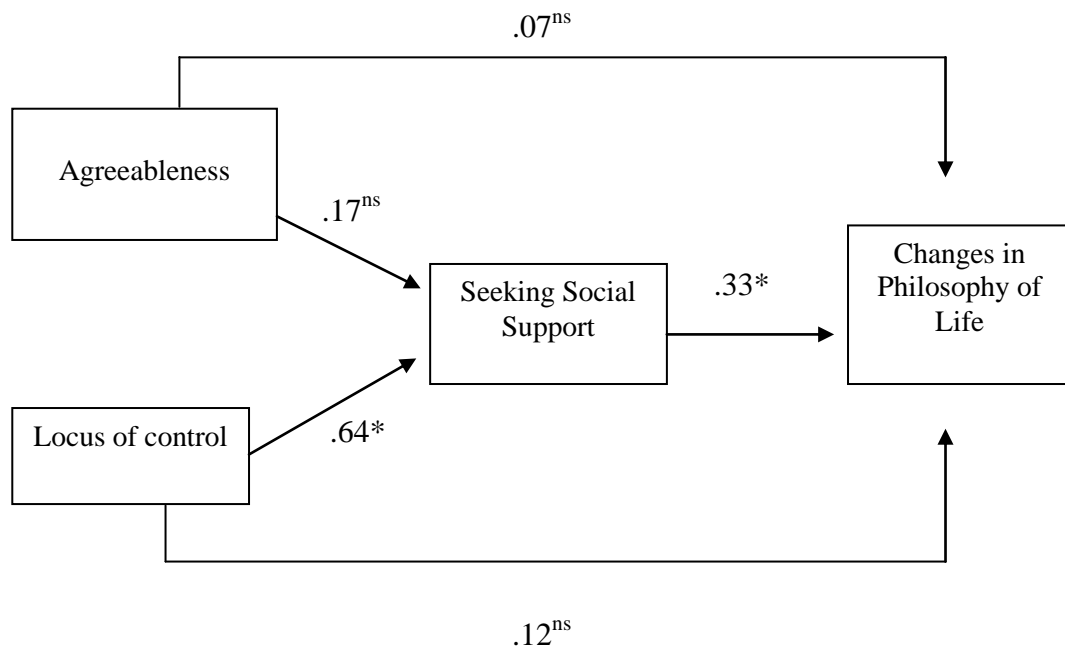 .07ns
Agreeableness
.17ns
Seeking Social
Support
.33*
Changes in
Philosophy of
Life
Locus of control
.64*
.12ns